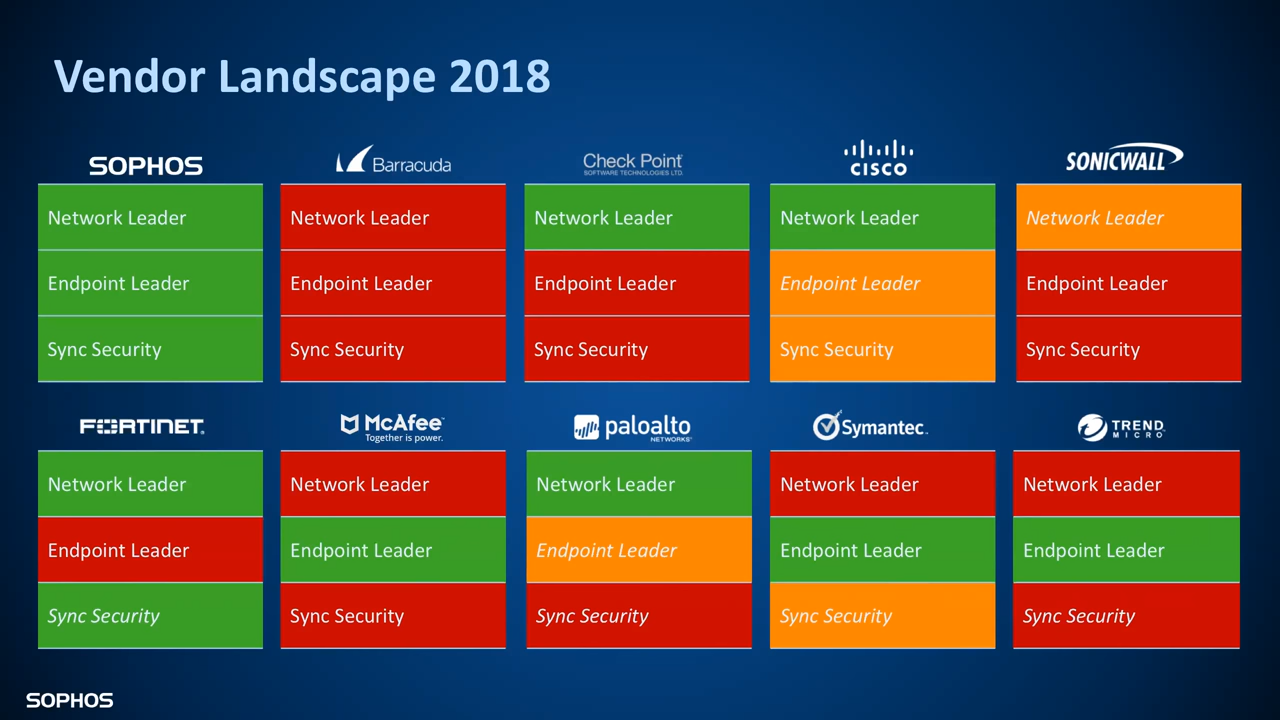 Vendor Landscape 2018
SOPHOS
Barracuda
Check Point
SOFTWARE TECHNOLOGIES LTD.
CISCO
SONICWALL
Network Leader
Network Leader
Network Leader
Network Leader
Network Leader
Endpoint Leader
Endpoint Leader
Endpoint Leader
Endpoint Leader
Endpoint Leader
Sync Security
Sync Security
Sync Security
Sync Security
Sync Security
FORTINET
McAfee™
Together is power.
paloalto
NETWORKS®
Symantec™
TREND
MICRO™
Network Leader
Network Leader
Network Leader
Network Leader
Network Leader
Endpoint Leader
Endpoint Leader
Endpoint Leader
Endpoint Leader
Endpoint Leader
Sync Security
Sync Security
Sync Security
Sync Security
Sync Security
SOPHOS